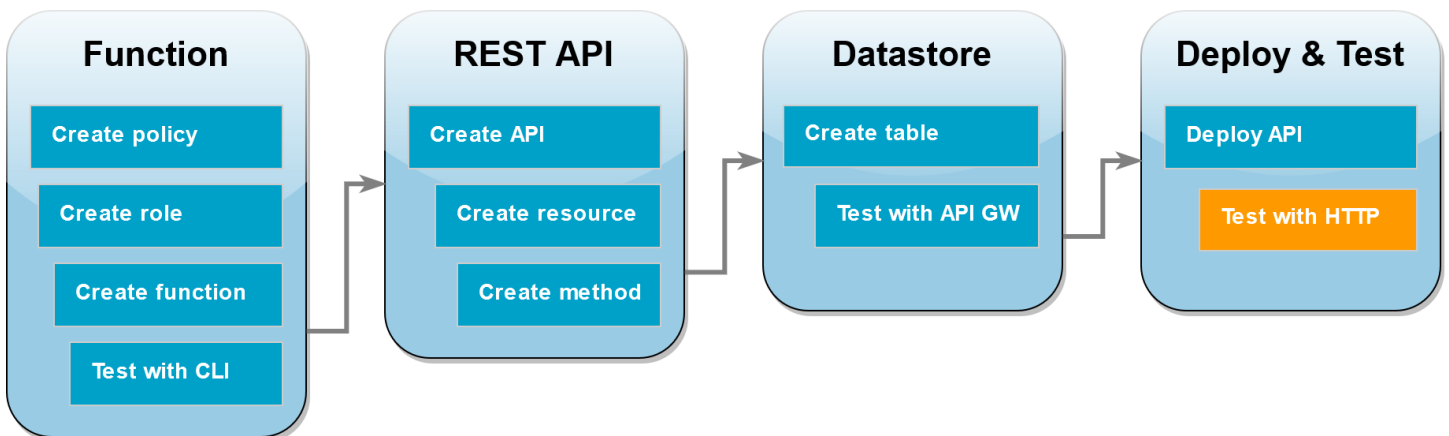 Function
Create policy
Create role
Create function
Test with CLI
REST API
Create API
Create resource
Create method
Datastore
Create table
Test with API GW
Deploy & Test
Deploy API
Test with HTTP